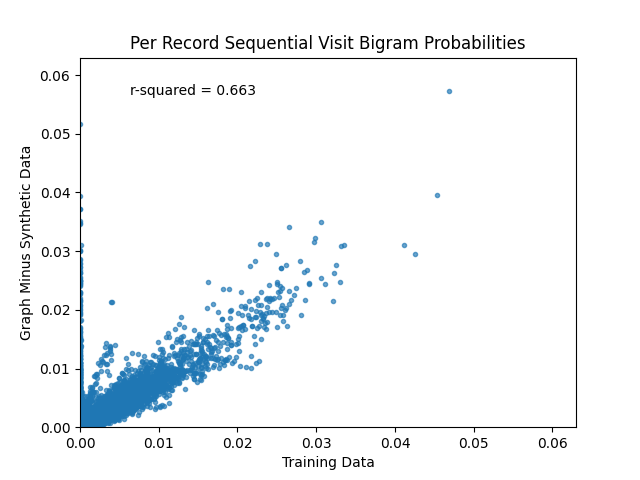 Per Record Sequential Visit Bigram Probabilities
r-squared = 0.663
Graph Minus Synthetic Data
0.06
0.05
0.04
0.03
0.02
0.01
0.00
0.00 0.01 0.02 0.03 0.04 0.05 0.06
Training Data